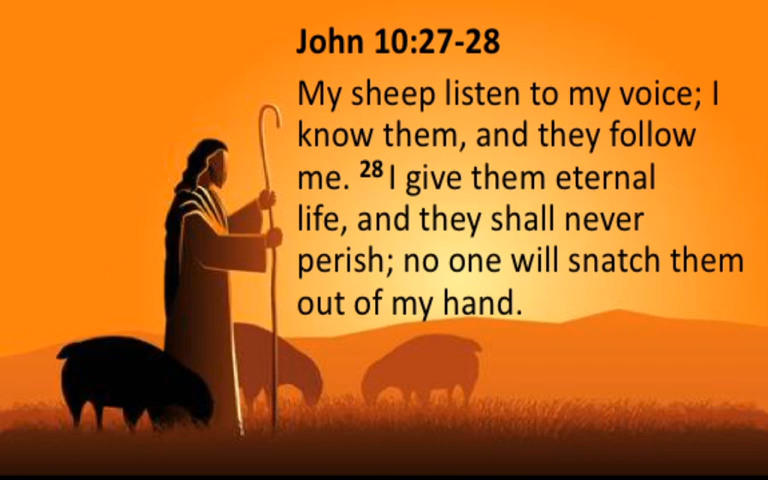 John 10:27-28
My sheep listen to my voice; I
know them, and they follow
me. 28 I give them eternal
life, and they shall never
perish; no one will snatch them
out of my hand.